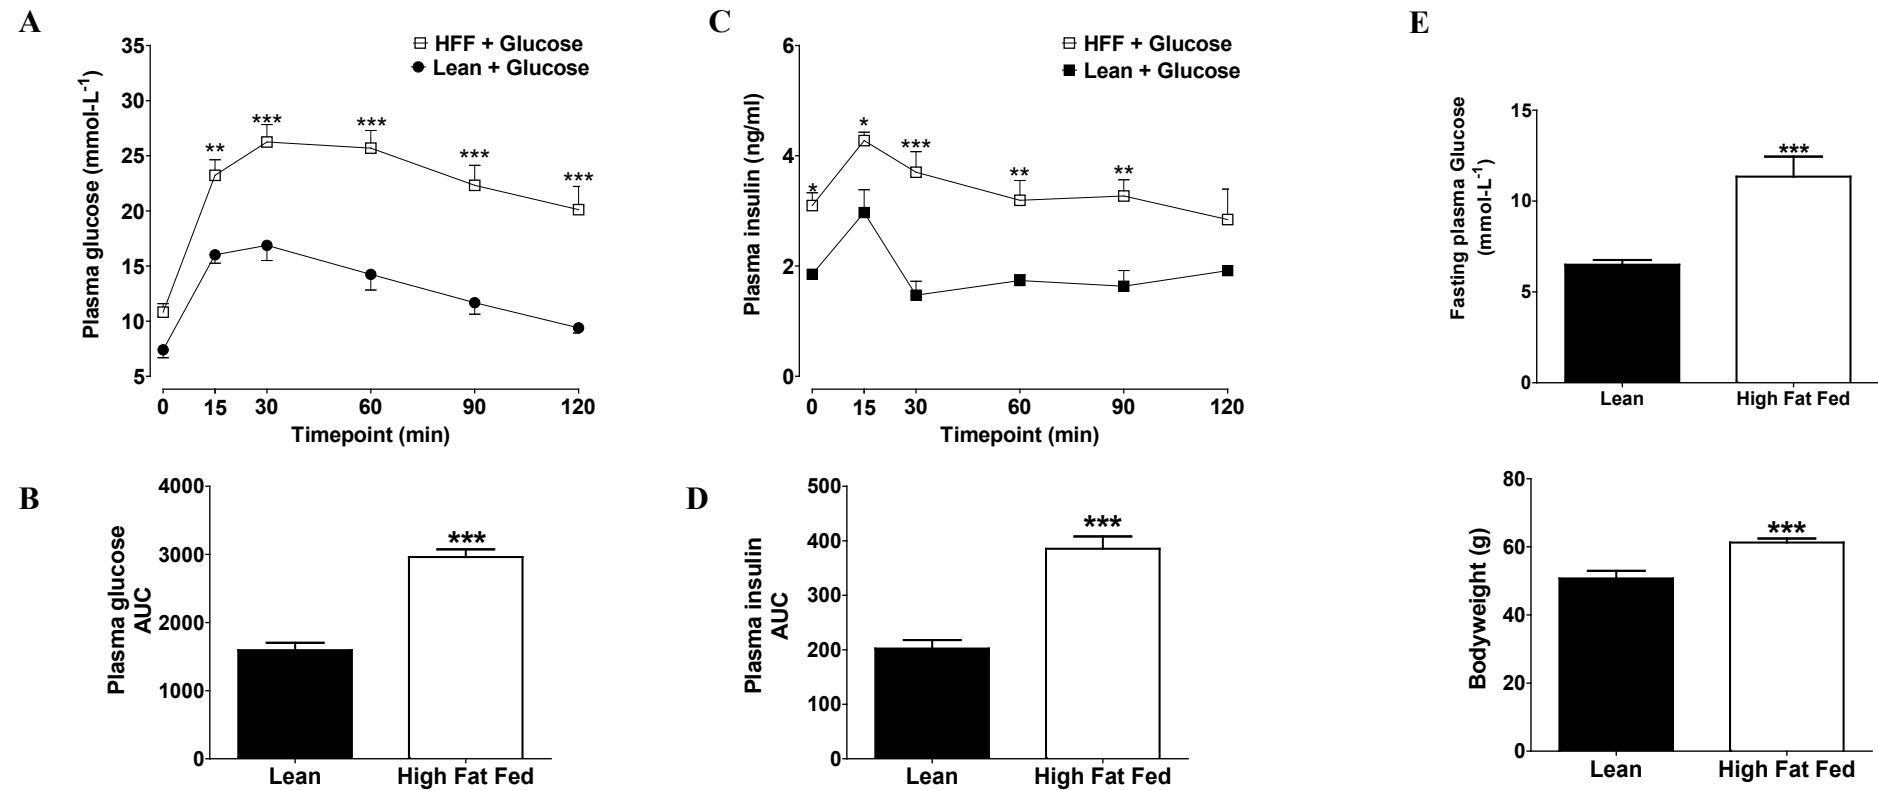 A
35
30
25
20
15
10
5
Plasma glucose (mmol-L-1)
HFF + Glucose
Lean + Glucose
** *** *** *** ***
0 15 30 60 90 120
Timepoint (min)
C
6
4
2
0
Plasma insulin (ng/ml)
HFF + Glucose
Lean + Glucose
* * *** ** **
0 15 30 60 90 120
Timepoint (min)
E
15
10
5
0
Fasting plasma Glucose
(mmol-L-1)
***
Lean High Fat Fed
B
4000
3000
2000
1000
0
Plasma glucose
AUC
***
Lean High Fat Fed
D
500
400
300
200
100
0
Plasma insulin
AUC
***
Lean High Fat Fed
80
60
40
20
0
Bodyweight (g)
***
Lean High Fat Fed